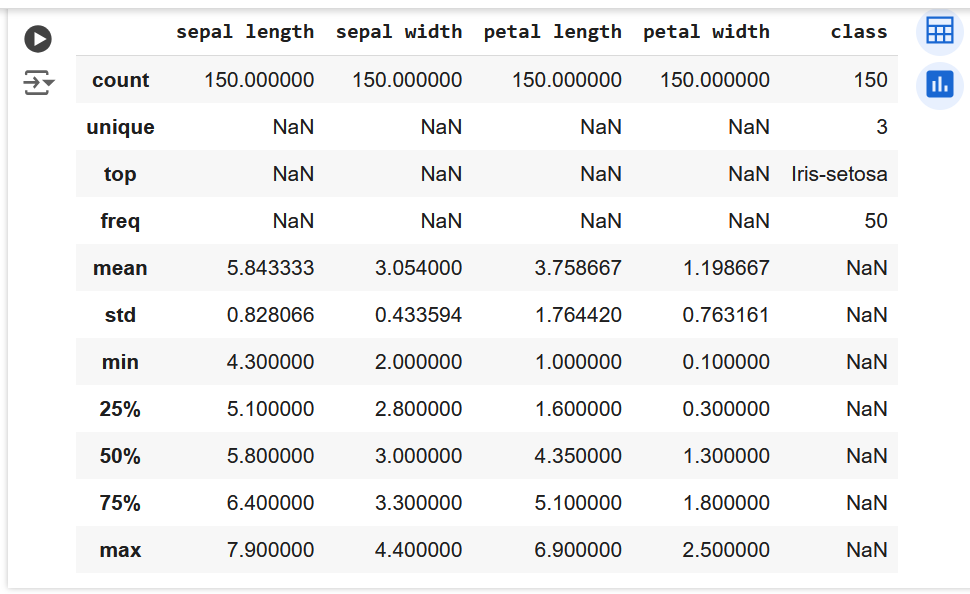 sepal length sepal width petal length petal width class
count 150.000000 150.000000 150.000000 150.000000 150
unique NaN NaN NaN NaN 3
top NaN NaN NaN NaN Iris-setosa
freq NaN NaN NaN NaN 50
mean 5.843333 3.054000 3.758667 1.198667 NaN
std 0.828066 0.433594 1.764420 0.763161 NaN
min 4.300000 2.000000 1.000000 0.100000 NaN
25% 5.100000 2.800000 1.600000 0.300000 NaN
50% 5.800000 3.000000 4.350000 1.300000 NaN
75% 6.400000 3.300000 5.100000 1.800000 NaN
max 7.900000 4.400000 6.900000 2.500000 NaN